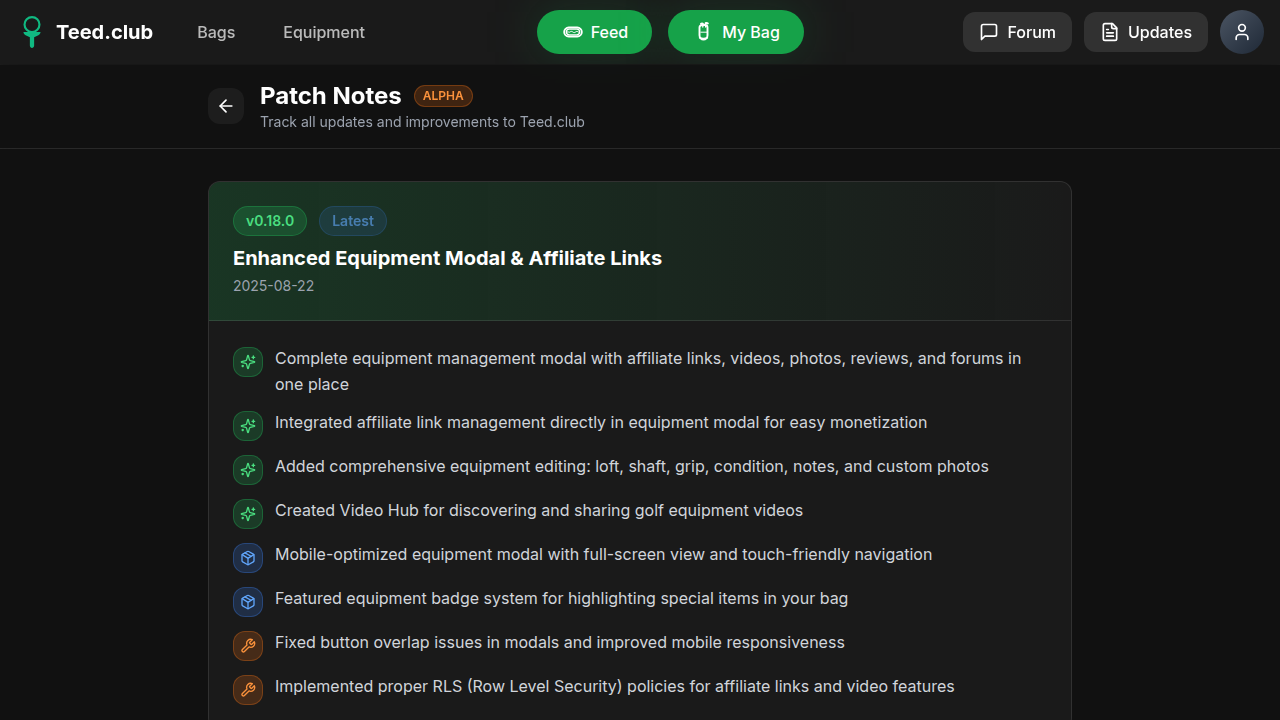 Teed.club
Bags
Equipment
Feed
My Bag
Forum
Updates
Patch Notes
ALPHA
Track all updates and improvements to Teed.club
v0.18.0
Latest
Enhanced Equipment Modal & Affiliate Links
2025-08-22
Complete equipment management modal with affiliate links, videos, photos, reviews, and forums in
one place
Integrated affiliate link management directly in equipment modal for easy monetization
Added comprehensive equipment editing: loft, shaft, grip, condition, notes, and custom photos
Created Video Hub for discovering and sharing golf equipment videos
Mobile-optimized equipment modal with full-screen view and touch-friendly navigation
Featured equipment badge system for highlighting special items in your bag
Fixed button overlap issues in modals and improved mobile responsiveness
Implemented proper RLS (Row Level Security) policies for affiliate links and video features